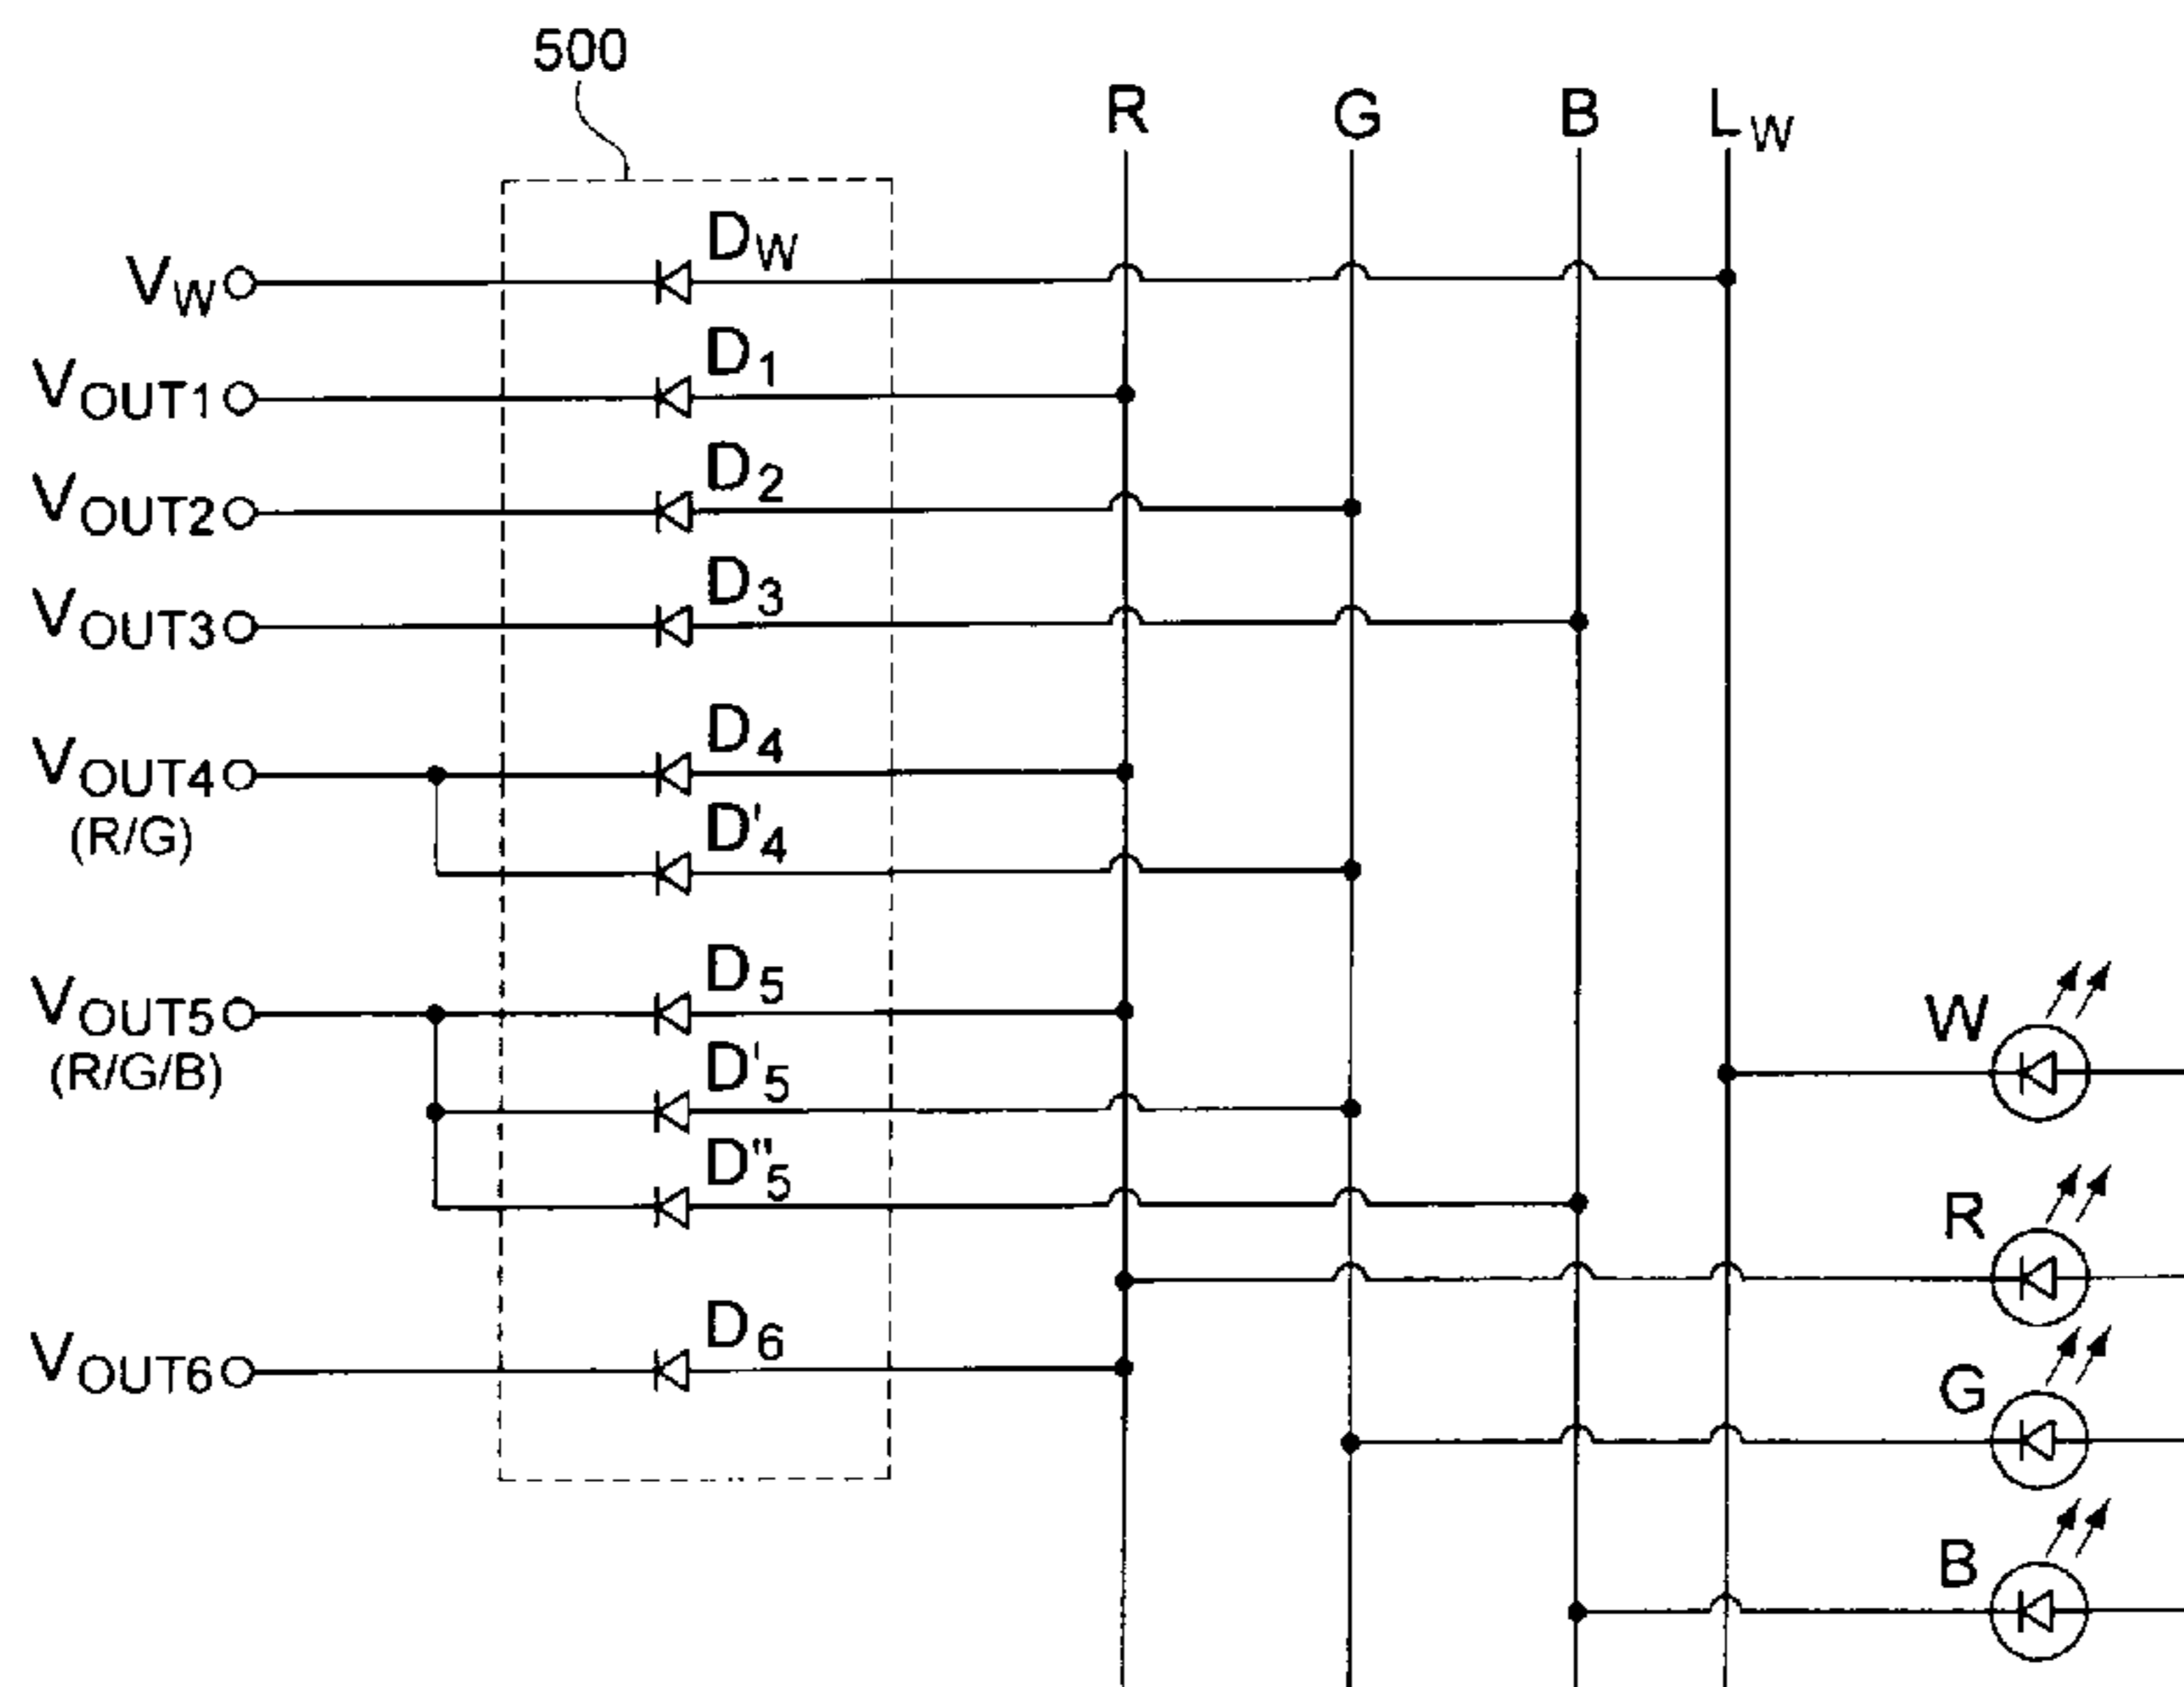 500
R G B LW
VW DW
VOUT1 D1
VOUT2 D2
VOUT3 D3
VOUT4 D4
(R/G) D'4
VOUT5 D5
(R/G/B) D'5
D"5
VOUT6 D6
W
R
G
B